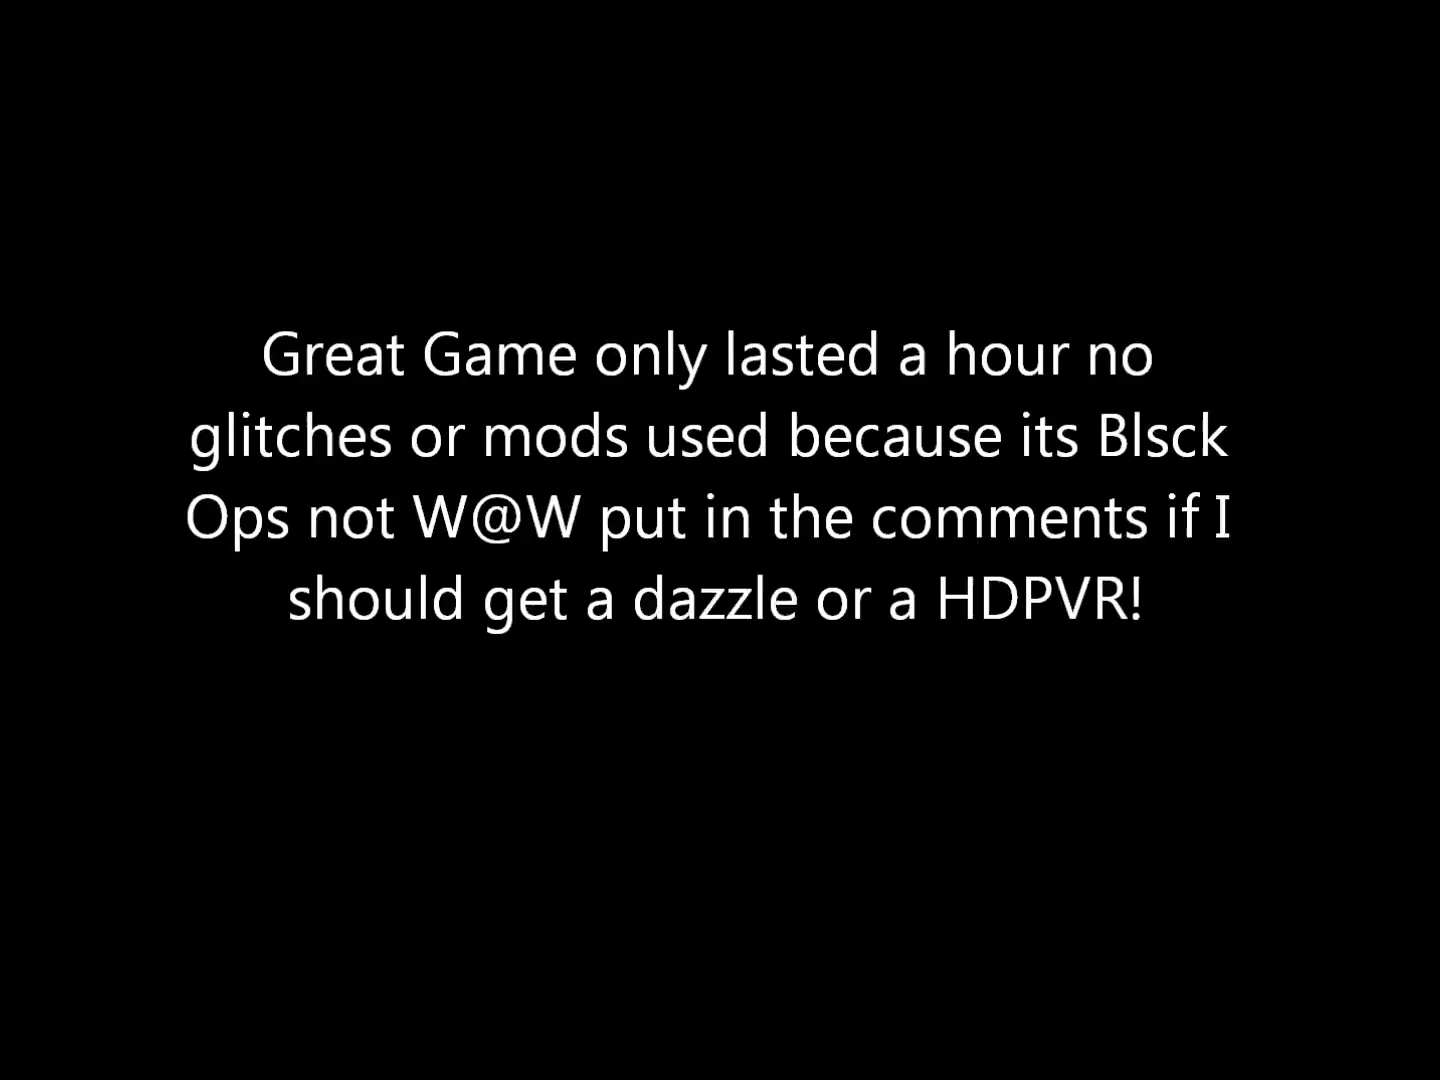 Great Game only lasted a hour no
glitches or mods used because its Blsck
Ops not W@W put in the comments if I
should get a dazzle or a HDPVR!